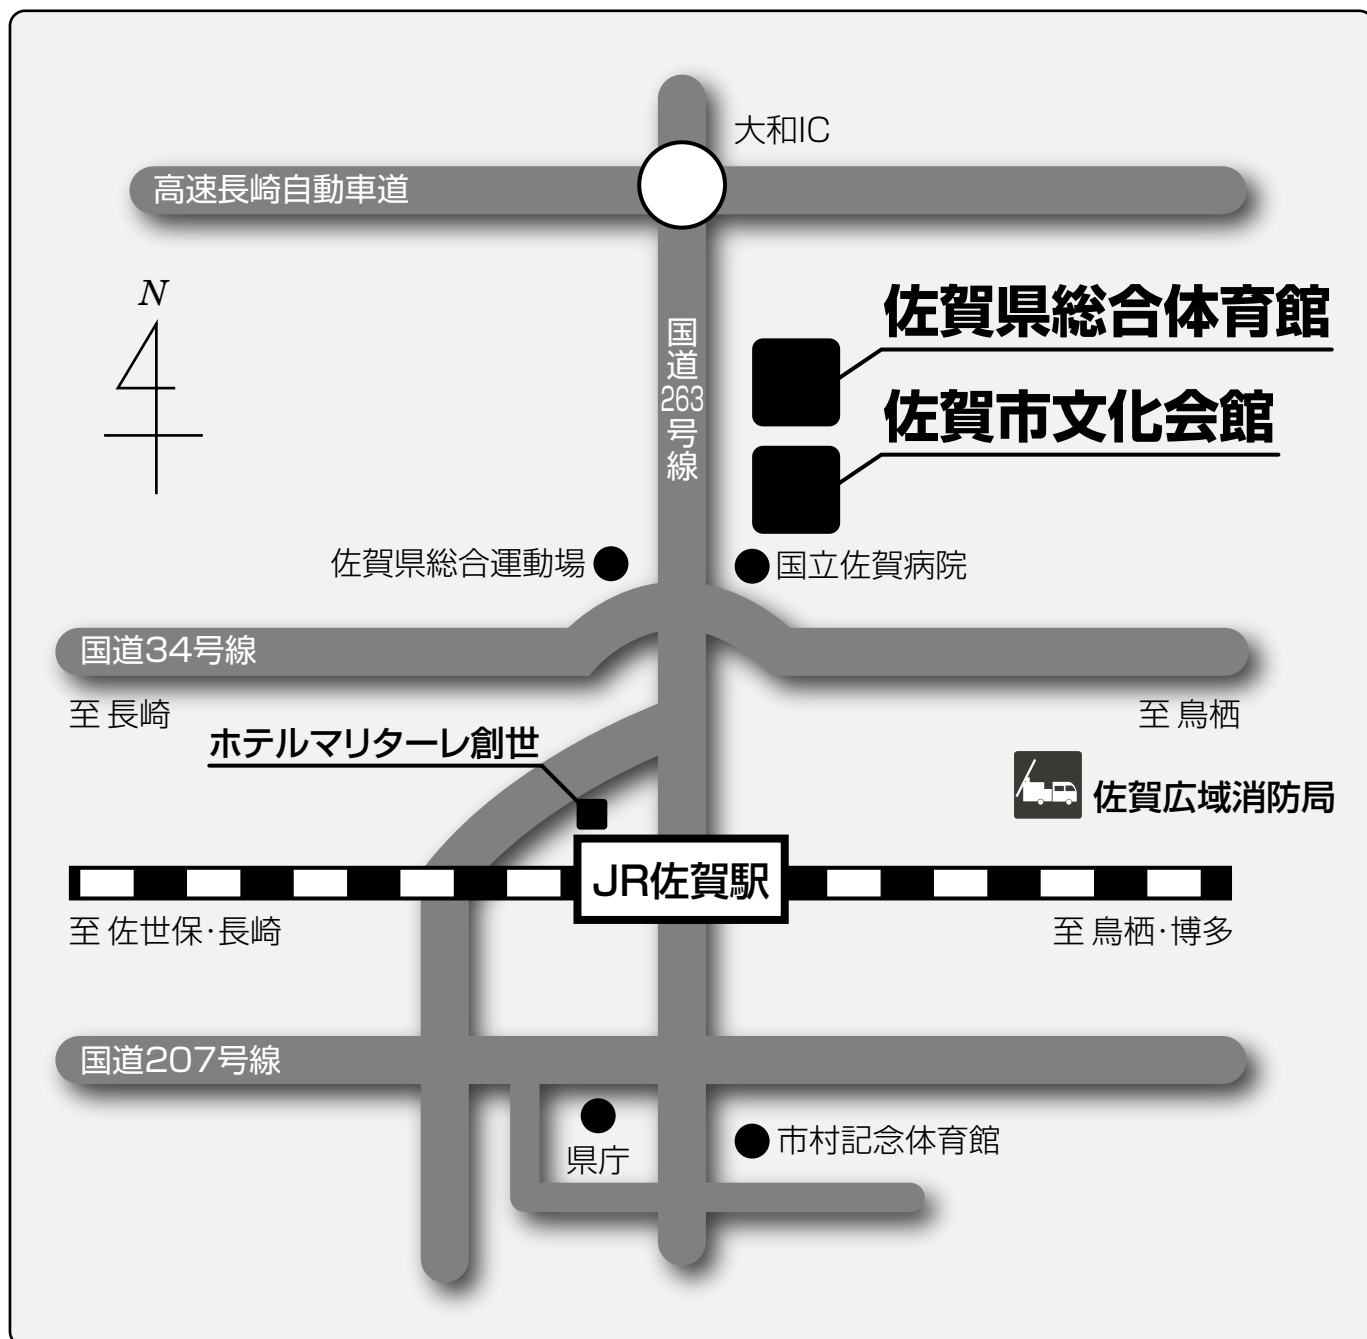 大和IC
高速長崎自動車道
N
佐賀県総合体育館
国道263号線
佐賀市文化会館
佐賀県総合運動場
国立佐賀病院
国道34号線
至 長崎
至 鳥栖
ホテルマリターレ創世
佐賀広域消防局
JR佐賀駅
至 佐世保・長崎
至 鳥栖・博多
国道207号線
県庁
市村記念体育館